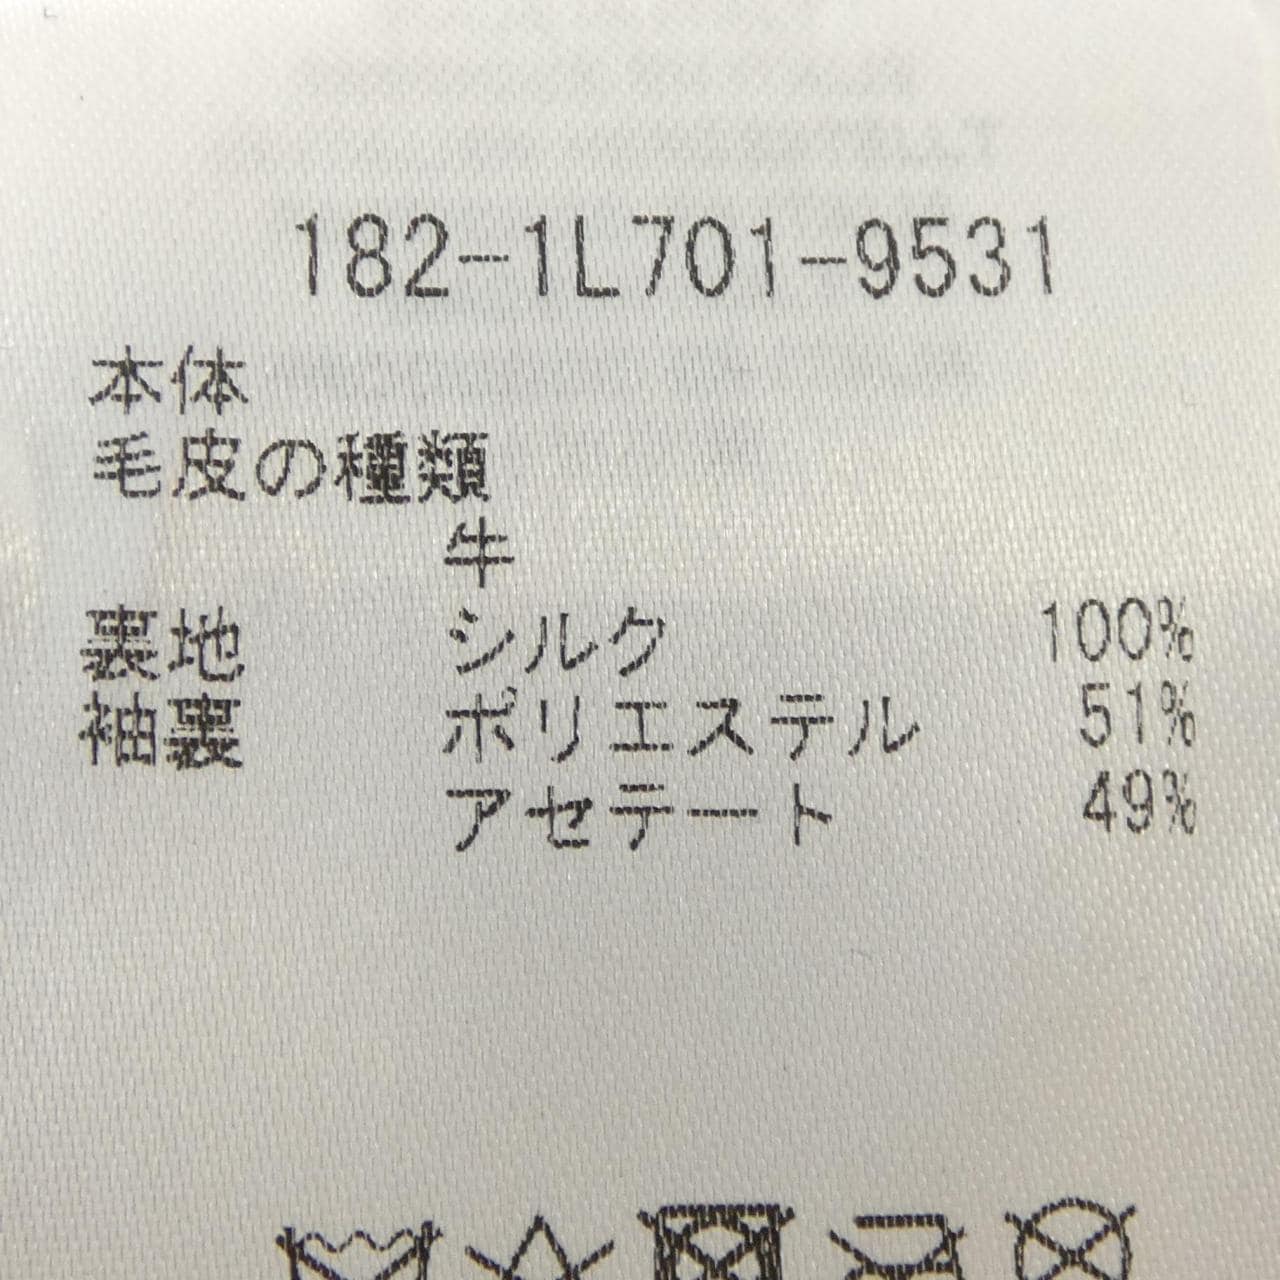 182-1L701-9531
本体
毛皮の種類
牛
裏地 シルク 100%
袖裏 ポリエステル 51%
アセテート 49%